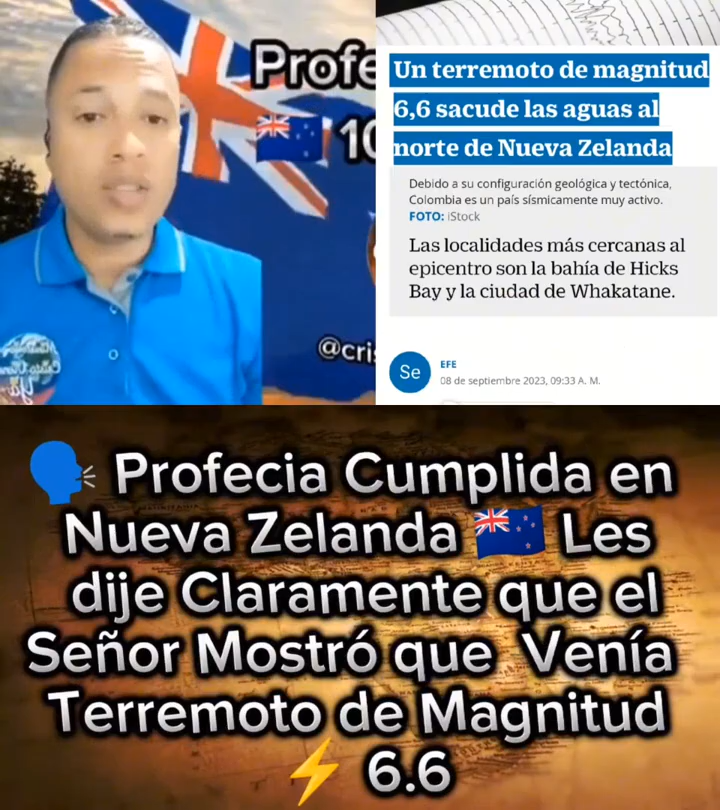 Profe
10
@cris
Un terremoto de magnitud
6,6 sacude las aguas al
norte de Nueva Zelanda
Debido a su configuración geológica y tectónica,
Colombia es un país sísmicamente muy activo.
FOTO: iStock
Las localidades más cercanas al
epicentro son la bahía de Hicks
Bay y la ciudad de Whakatane.
Se
EFE
08 de septiembre 2023, 09:33 A. M.
🗣 Profecia Cumplida en
Nueva Zelanda 🇳🇿 Les
dije Claramente que el
Señor Mostró que Venía
Terremoto de Magnitud
⚡ 6.6